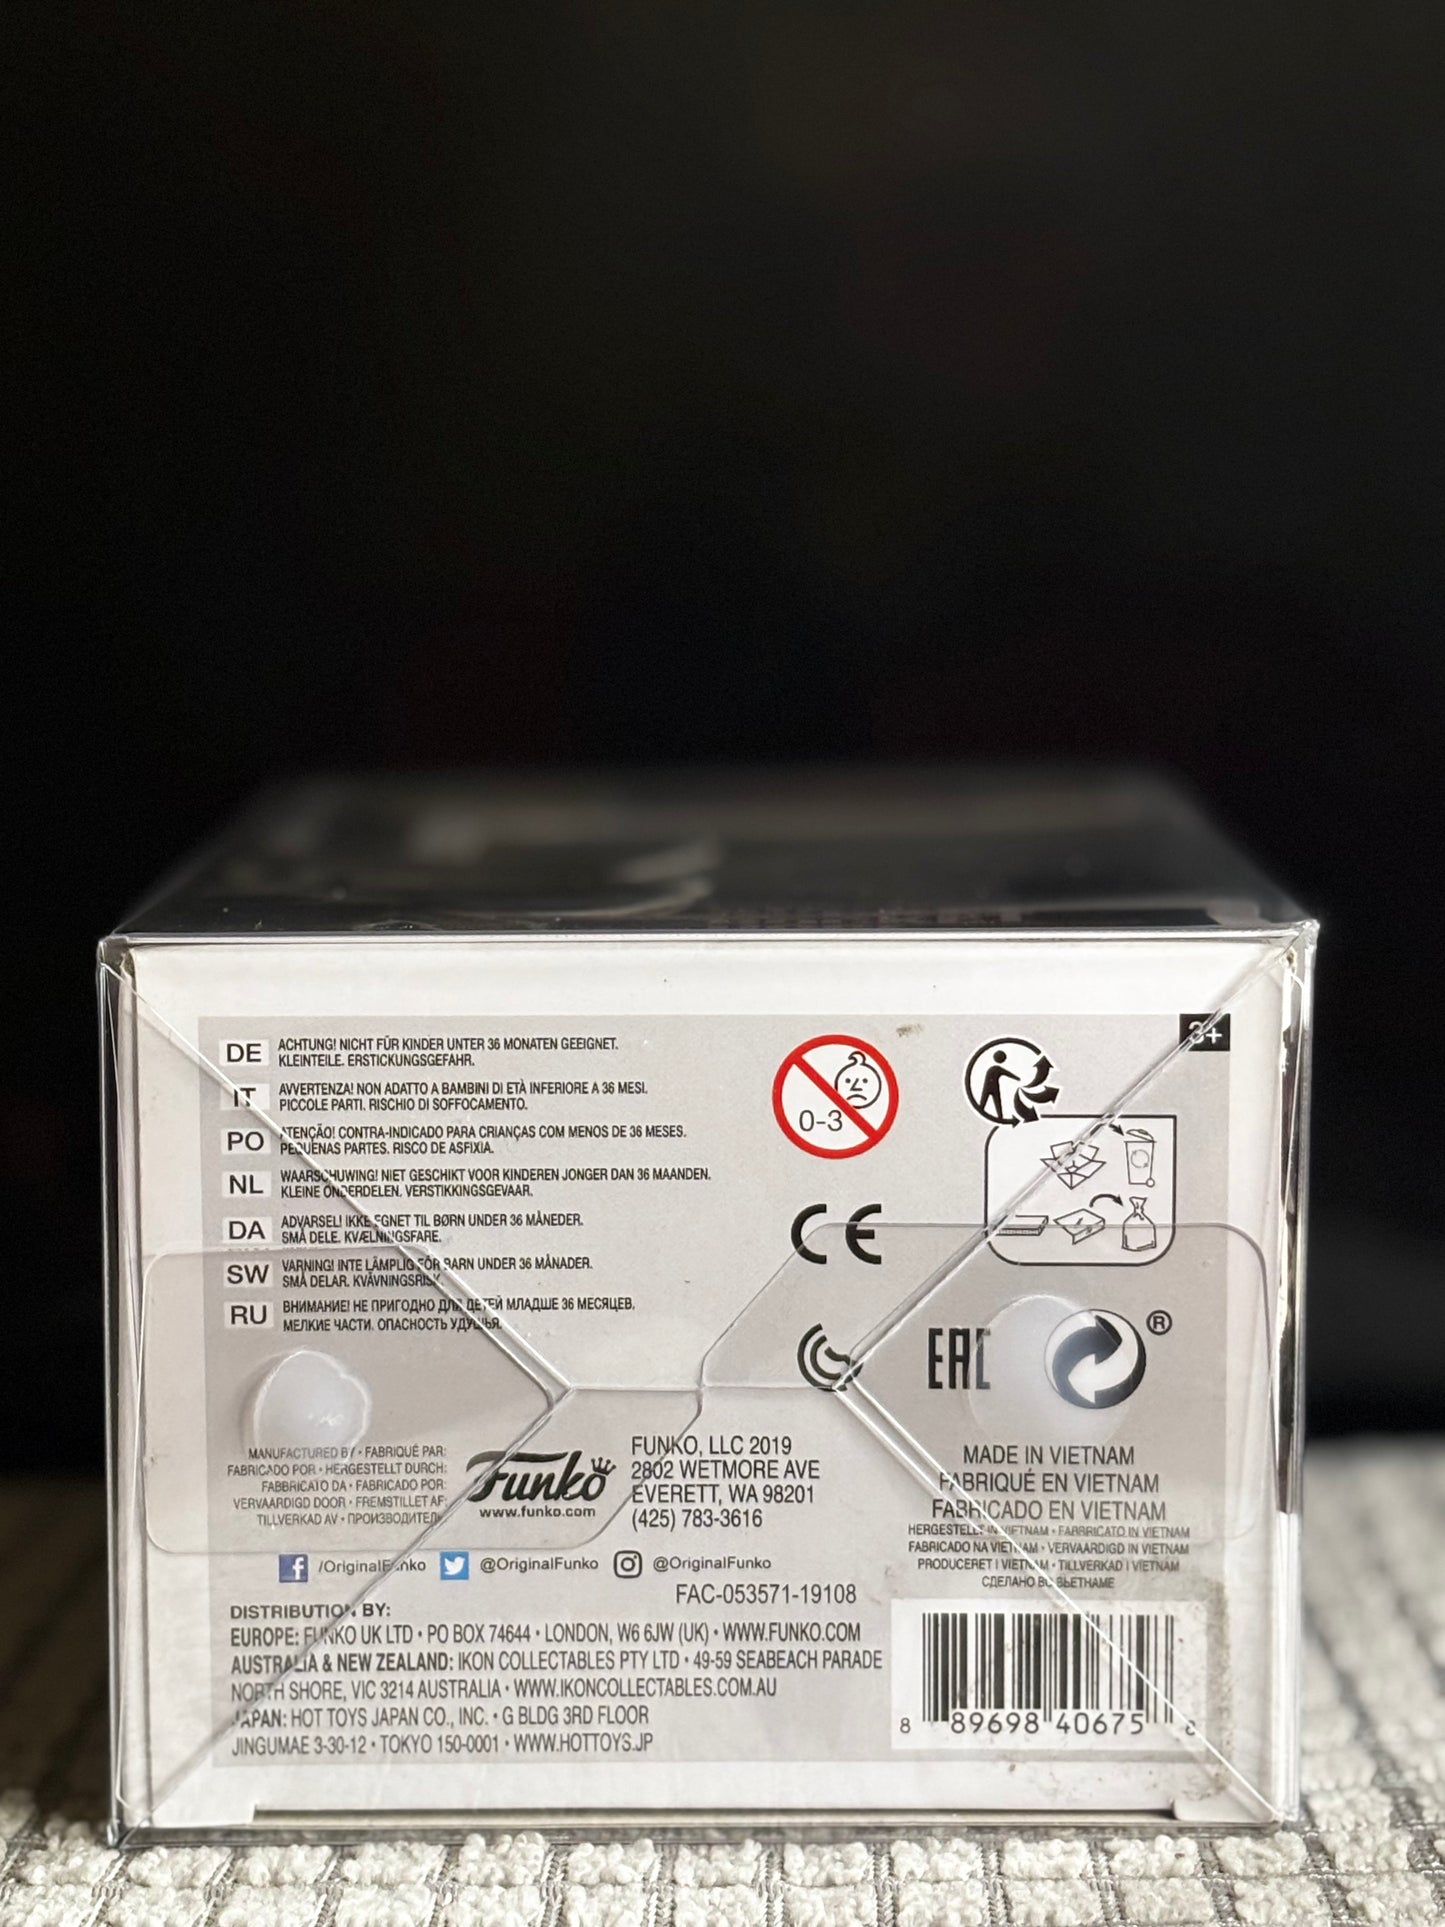 3+
DE ACHTUNG! NICHT FÜR KINDER UNTER 36 MONATEN GEEIGNET.
KLEINTEILE. ERSTICKUNGSGEFAHR.
IT AVVERTENZA! NON ADATTO A BAMBINI DI ETÀ INFERIORE A 36 MESI.
PICCOLE PARTI. RISCHIO DI SOFFOCAMENTO.
PO ATENÇÃO! CONTRA-INDICADO PARA CRIANÇAS COM MENOS DE 36 MESES.
PEQUENAS PARTES. RISCO DE ASFIXIA.
NL WAARSCHUWING! NIET GESCHIKT VOOR KINDEREN JONGER DAN 36 MAANDEN.
KLEINE ONDERDELEN. VERSTIKKINGSGEVAAR.
DA ADVARSEL! IKKE EGNET TIL BØRN UNDER 36 MÅNEDER.
SMÅ DELE. KVÆLNINGSFARE.
SW VARNING! INTE LÄMPLIG FÖR BARN UNDER 36 MÅNADER.
SMÅ DELAR. KVÄVNINGSRISK.
RU ВНИМАНИЕ! НЕ ПРИГОДНО ДЛЯ ДЕТЕЙ МЛАДШЕ 36 МЕСЯЦЕВ.
МЕЛКИЕ ЧАСТИ. ОПАСНОСТЬ УДУШЬЯ.
0-3
CE
EAC
®
MANUFACTURED BY • FABRIQUÉ PAR:
FABRICADO POR • HERGESTELLT DURCH:
FABBRICATO DA • FABRICADO POR:
VERVAARDIGD DOOR • FREMSTILLET AF:
TILLVERKAD AV • ПРОИЗВОДИТЕЛЬ
Funko
www.funko.com
FUNKO, LLC 2019
2802 WETMORE AVE
EVERETT, WA 98201
(425) 783-3616
MADE IN VIETNAM
FABRIQUÉ EN VIETNAM
FABRICADO EN VIETNAM
HERGESTELLT IN VIETNAM • FABBRICATO IN VIETNAM
FABRICADO NA VIETNAM • VERVAARDIGD IN VIETNAM
PRODUCERET I VIETNAM • TILLVERKAD I VIETNAM
СДЕЛАНО ВО ВЬЕТНАМЕ
f /OriginalFunko @OriginalFunko @OriginalFunko
FAC-053571-19108
DISTRIBUTION BY:
EUROPE: FUNKO UK LTD • PO BOX 74644 • LONDON, W6 6JW (UK) • WWW.FUNKO.COM
AUSTRALIA & NEW ZEALAND: IKON COLLECTABLES PTY LTD • 49-59 SEABEACH PARADE
NORTH SHORE, VIC 3214 AUSTRALIA • WWW.IKONCOLLECTABLES.COM.AU
JAPAN: HOT TOYS JAPAN CO., INC. • G BLDG 3RD FLOOR
JINGUMAE 3-30-12 • TOKYO 150-0001 • WWW.HOTTOYS.JP
8 89698 40675